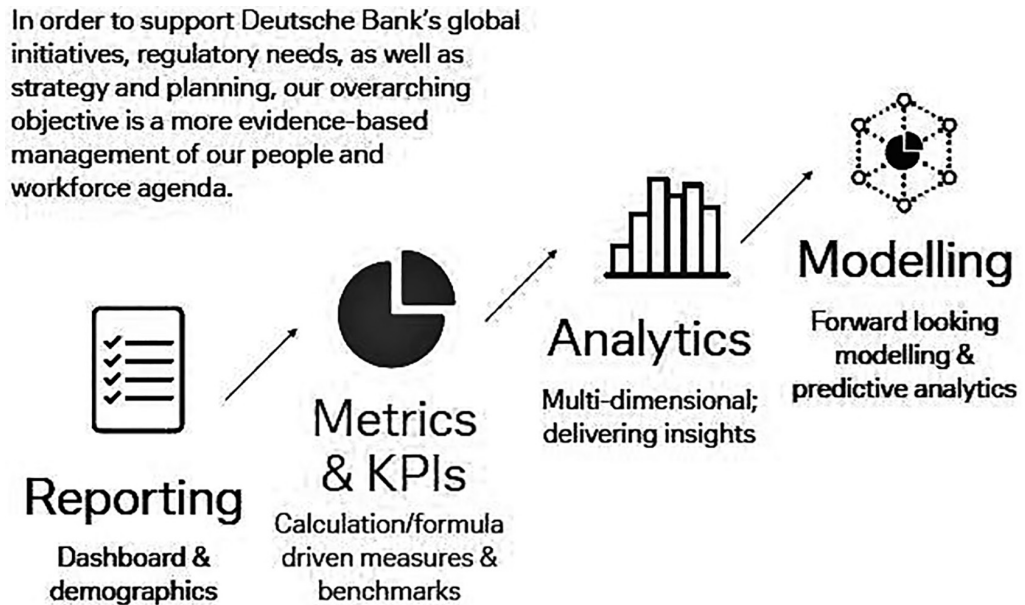 In order to support Deutsche Bank's global
initiatives, regulatory needs, as well as
strategy and planning, our overarching
objective is a more evidence-based
management of our people and
workforce agenda.
Reporting
Dashboard &
demographics
Metrics
& KPIs
Calculation/formula
driven measures &
benchmarks
Analytics
Multi-dimensional;
delivering insights
Modelling
Forward looking
modelling &
predictive analytics